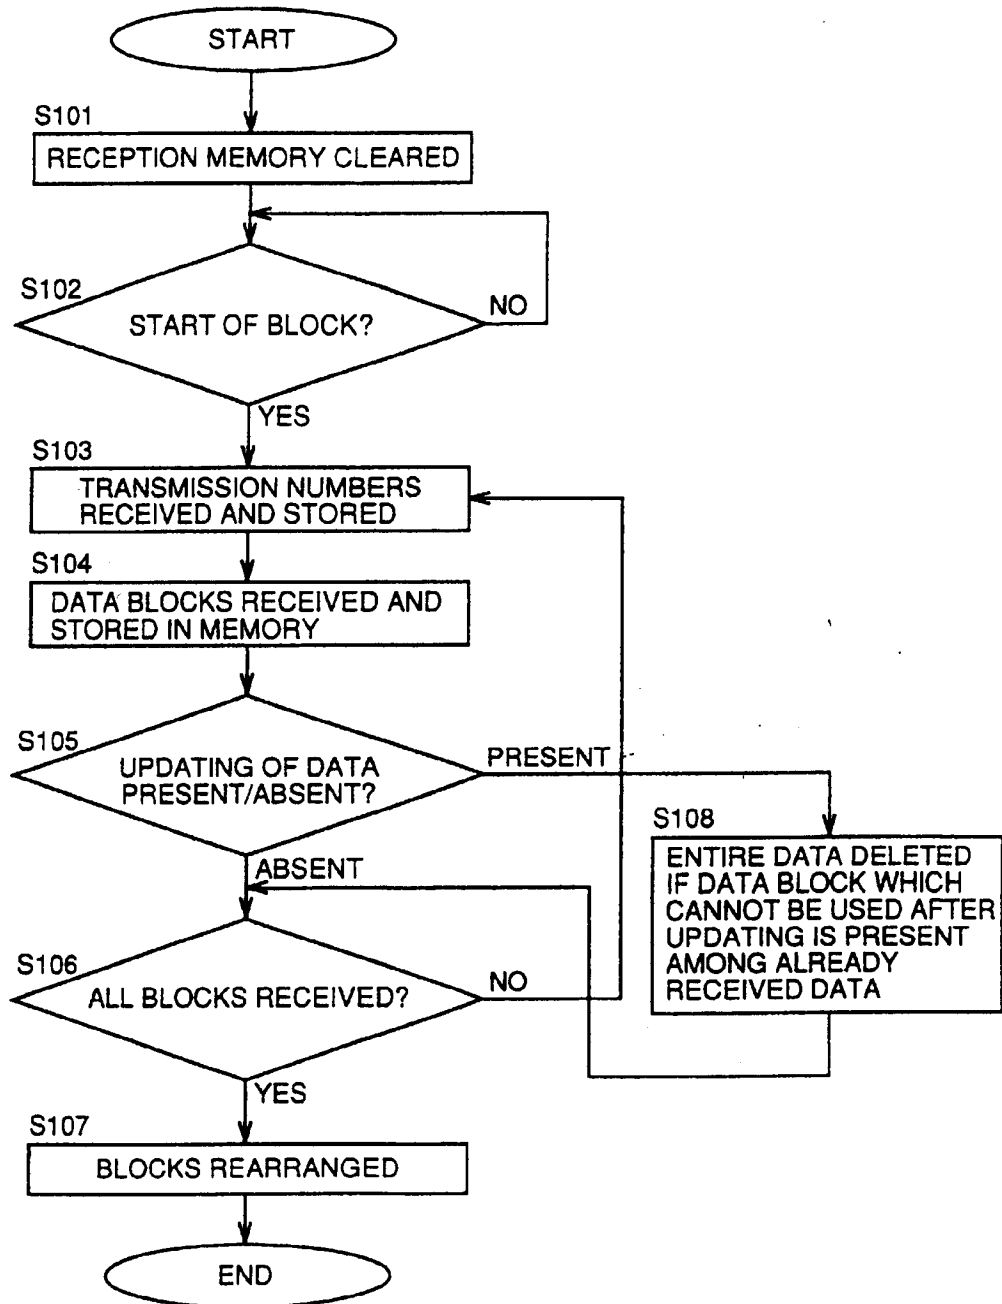 START
S101
RECEPTION MEMORY CLEARED
S102
START OF BLOCK?
NO
YES
S103
TRANSMISSION NUMBERS
RECEIVED AND STORED
S104
DATA BLOCKS RECEIVED AND
STORED IN MEMORY
S105
UPDATING OF DATA
PRESENT/ABSENT?
PRESENT
ABSENT
S108
ENTIRE DATA DELETED
IF DATA BLOCK WHICH
CANNOT BE USED AFTER
UPDATING IS PRESENT
AMONG ALREADY
RECEIVED DATA
S106
ALL BLOCKS RECEIVED?
NO
YES
S107
BLOCKS REARRANGED
END